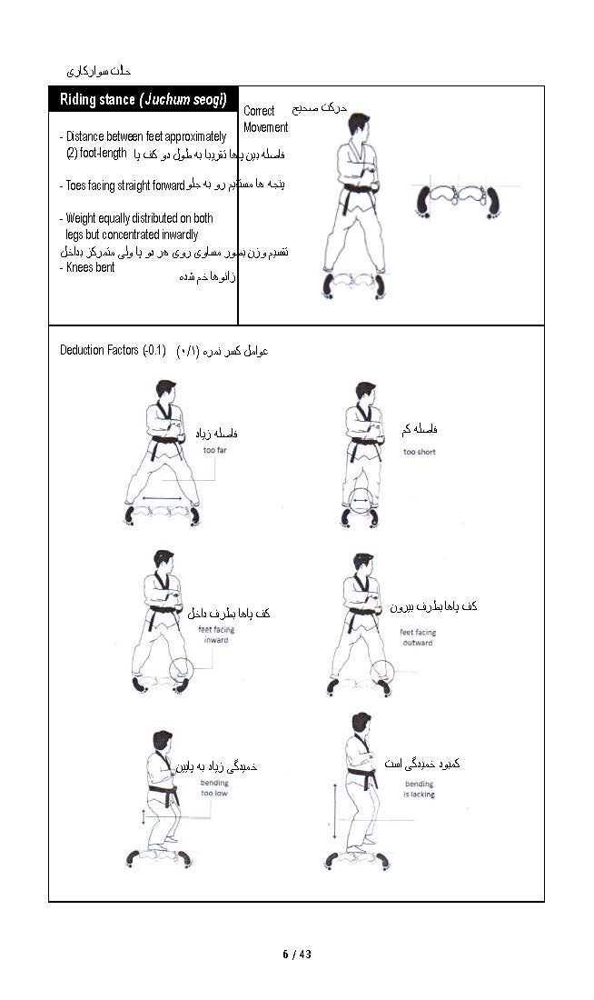 حالت سوارکاری
Riding stance (Juchum seogi)
Correct
Movement
حرکت صحیح
- Distance between feet approximately
(2) foot-length فاصله بین پاها تقریبا به طول دو کف پا
- Toes facing straight forward پنجه ها مستقیم رو به جلو
- Weight equally distributed on both
legs but concentrated inwardly
تقسیم وزن بطور مساوی روی هر دو پا ولی متمرکز بداخل
- Knees bent
زانوها خم شده
Deduction Factors (-0.1) عوامل کسر نمره (۰/۱)
فاصله زیاد
too far
فاصله کم
too short
کف پاها بطرف داخل
feet facing
inward
کف پاها بطرف بیرون
feet facing
outward
خمیدگی زیاد به پایین
bending
too low
کمبود خمیدگی است
bending
is lacking
6 / 43